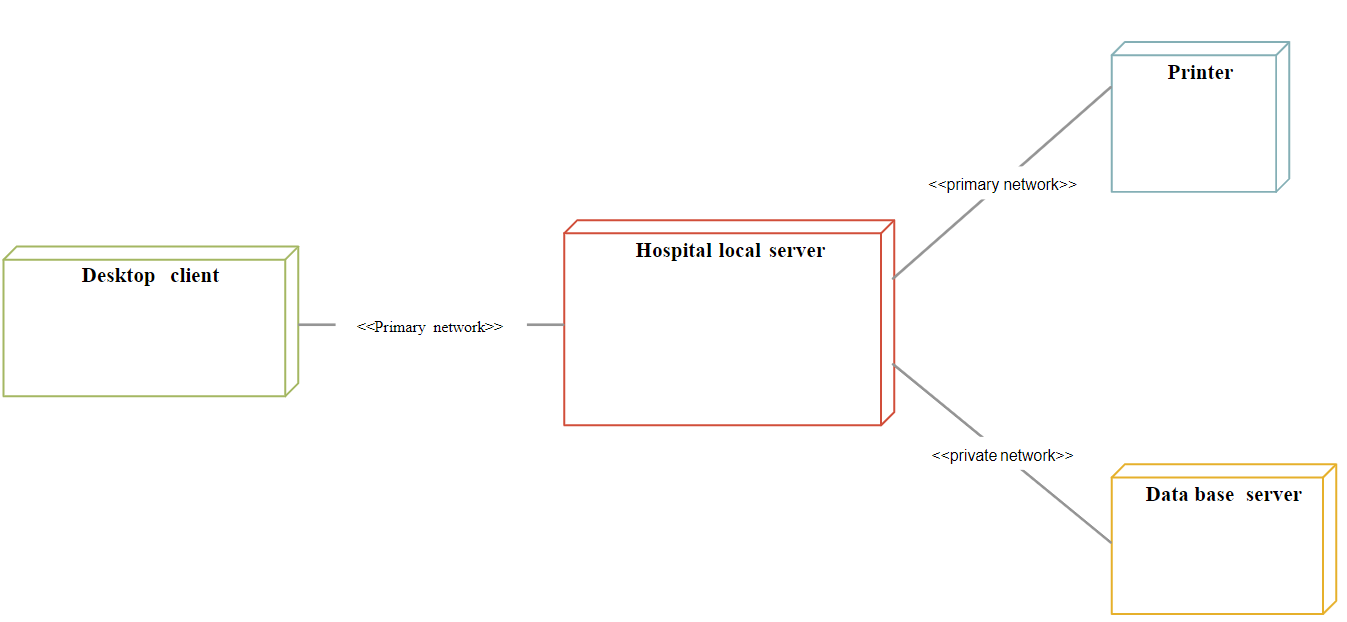 Printer
<<primary network>>
Hospital local server
Desktop client
<<Primary network>>
<<private network>>
Data base server